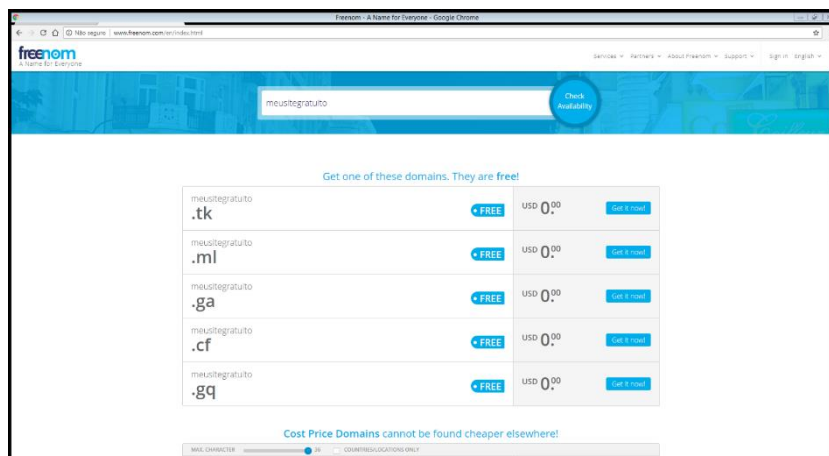 Freenom - A Name for Everyone - Google Chrome
Não seguro | www.freenom.com/en/index.html
freenom
A Name for Everyone
Services Partners About Freenom Support Sign in English
meusitegratuito
Check
Availability
Get one of these domains. They are free!
meusitegratuito
.tk
FREE
USD 0.00
Get it now!
meusitegratuito
.ml
FREE
USD 0.00
Get it now!
meusitegratuito
.ga
FREE
USD 0.00
Get it now!
meusitegratuito
.cf
FREE
USD 0.00
Get it now!
meusitegratuito
.gq
FREE
USD 0.00
Get it now!
Cost Price Domains cannot be found cheaper elsewhere!
MAX. CHARACTER 36 COUNTRIES/LOCATIONS ONLY